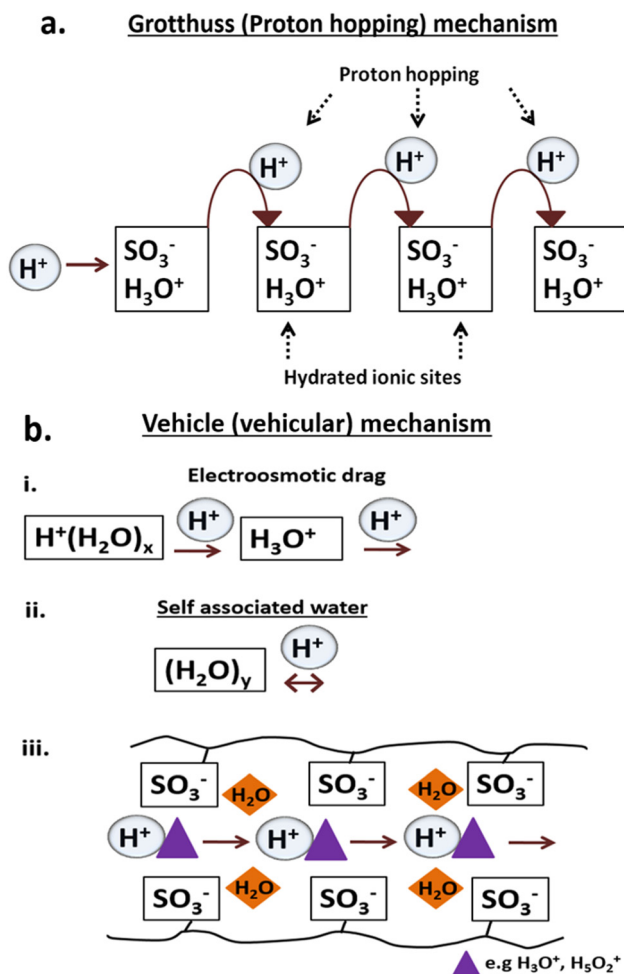 a. Grotthuss (Proton hopping) mechanism
Proton hopping
H⁺ H⁺ H⁺
H⁺
SO₃⁻ SO₃⁻ SO₃⁻ SO₃⁻
H₃O⁺ H₃O⁺ H₃O⁺ H₃O⁺
Hydrated ionic sites
b. Vehicle (vehicular) mechanism
i. Electroosmotic drag
H⁺ H⁺
H⁺(H₂O)ₓ H₃O⁺
ii. Self associated water
H⁺
(H₂O)y
iii.
SO₃⁻ H₂O SO₃⁻ H₂O SO₃⁻
H⁺ H⁺ H⁺
SO₃⁻ H₂O SO₃⁻ H₂O SO₃⁻
e.g H₃O⁺, H₅O₂⁺